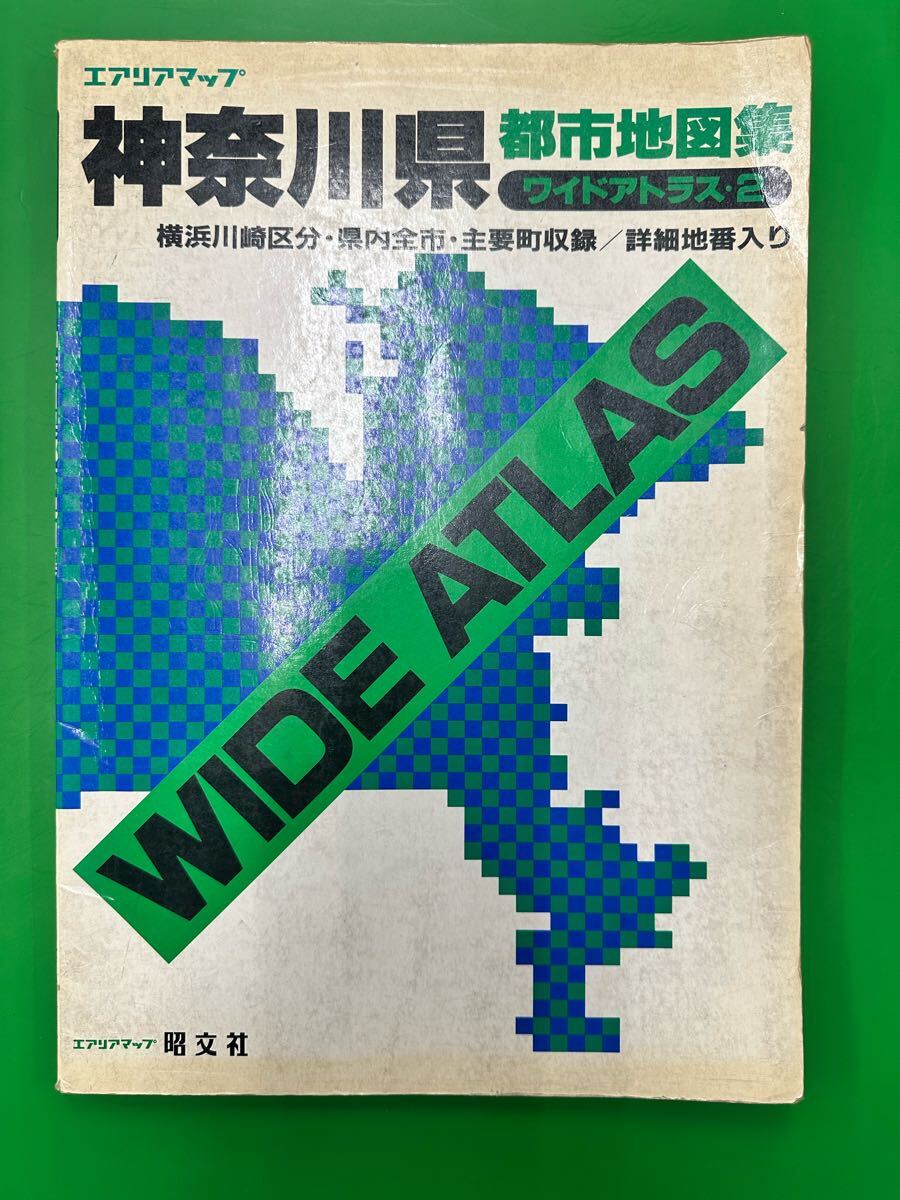 エアリアマップ
神奈川県
都市地図集
ワイドアトラス・2
横浜川崎区分・県内全市・主要町収録／詳細地番入り
WIDE ATLAS
エアリアマップ 昭文社